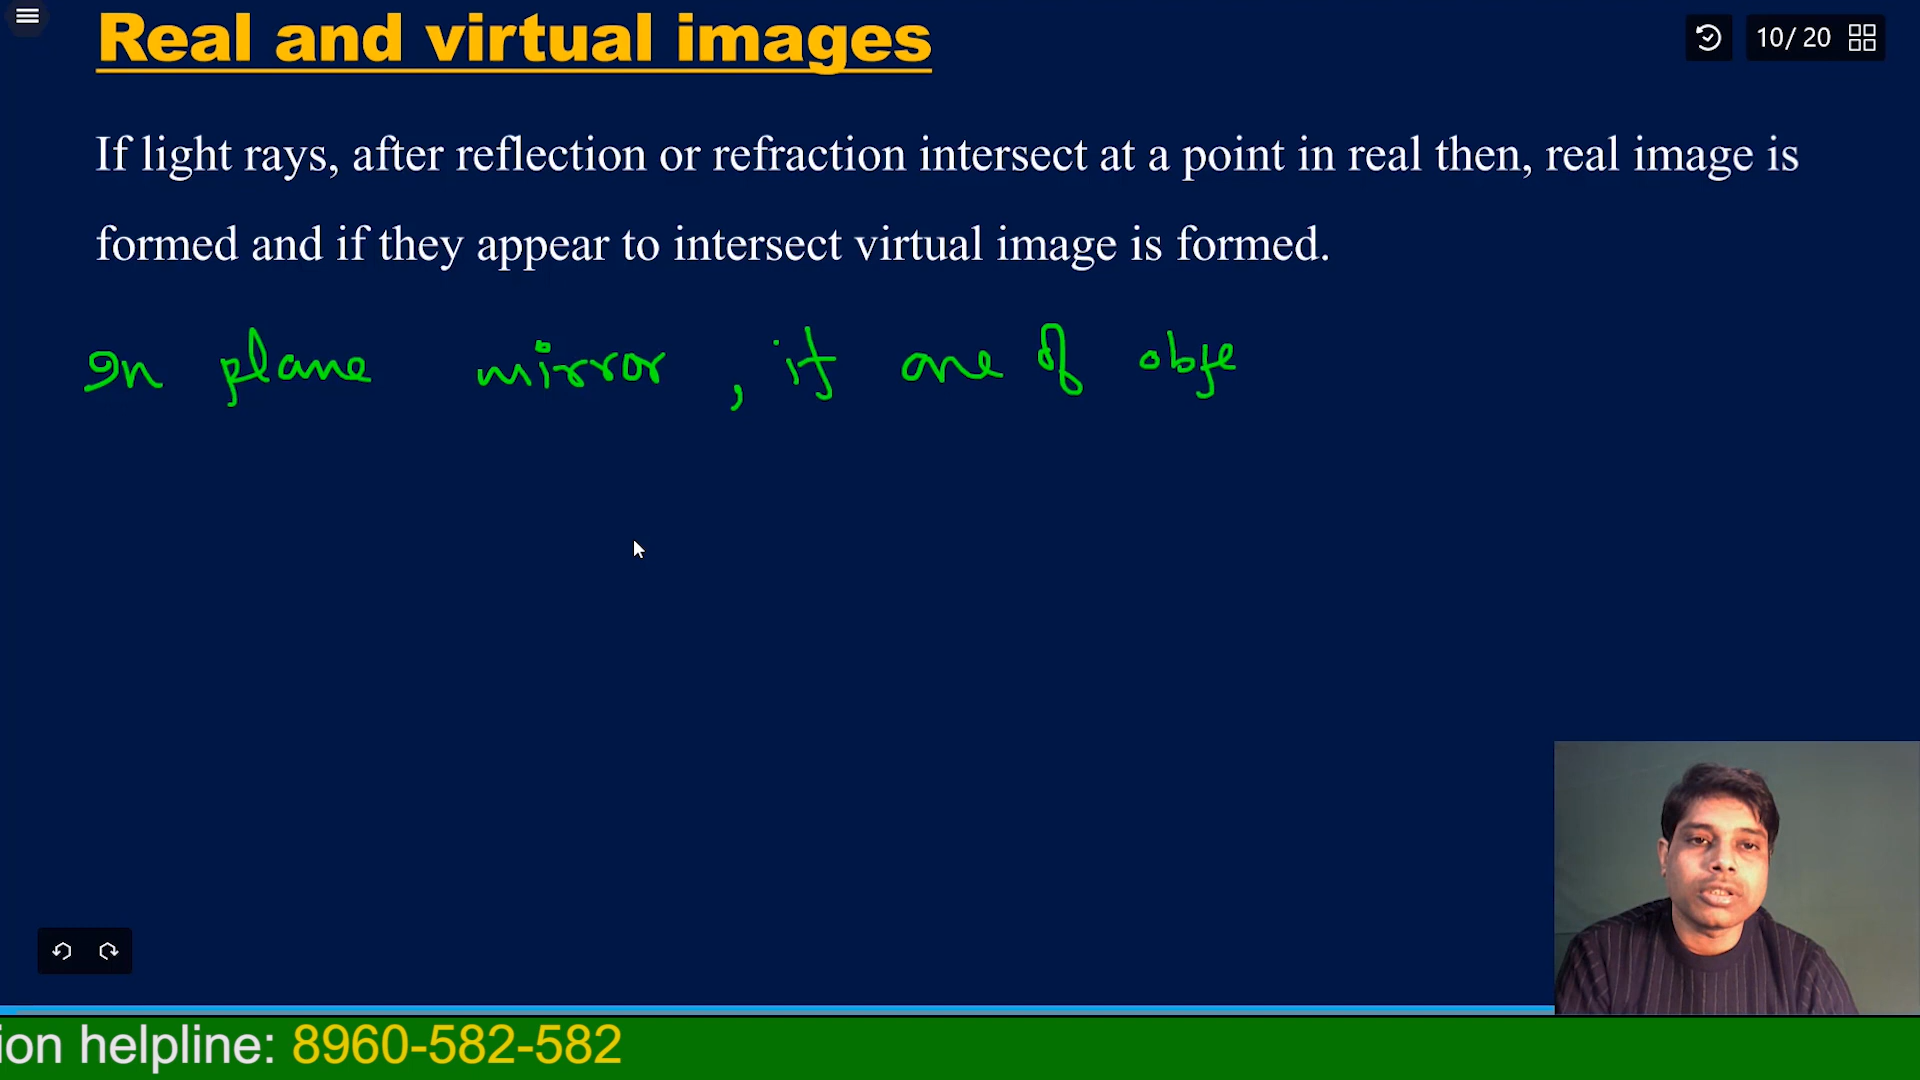 Real and virtual images
10/ 20
If light rays, after reflection or refraction intersect at a point in real then, real image is
formed and if they appear to intersect virtual image is formed.
In plane mirror, if one of obje
ion helpline: 8960-582-582